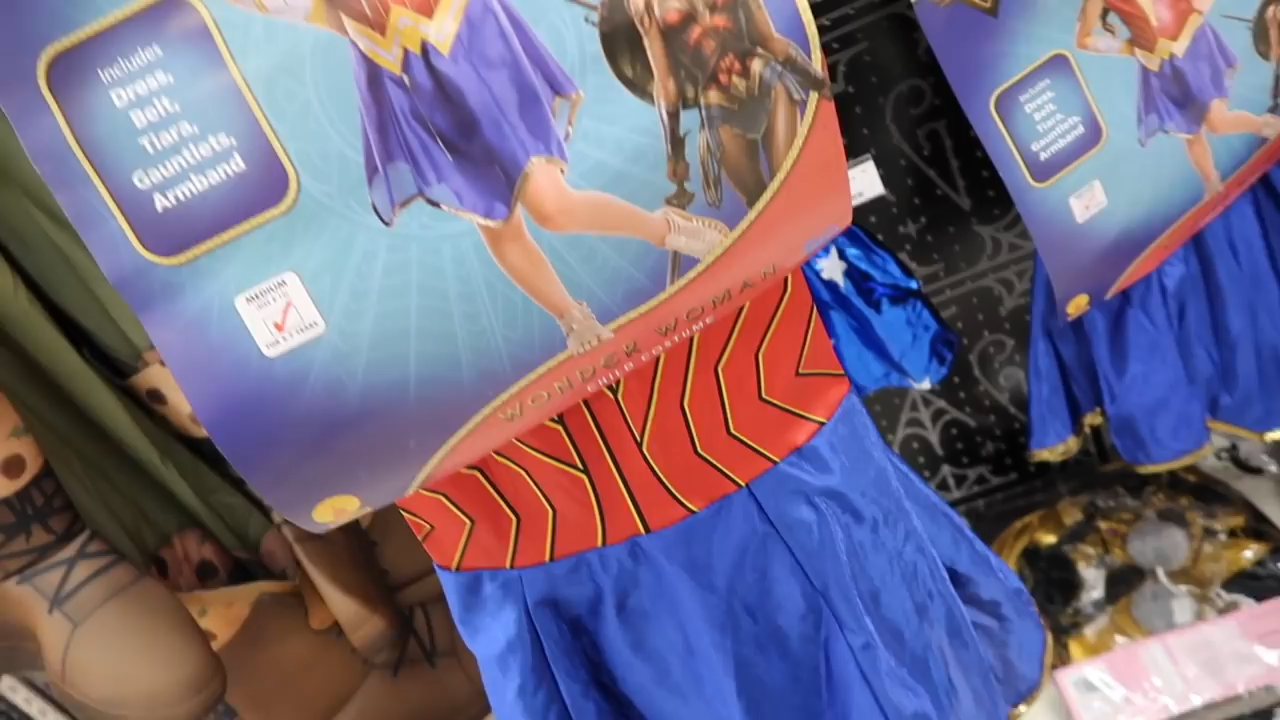 Includes
Dress,
Belt,
Tiara,
Gauntlets,
Armband
MEDIUM
WONDER WOMAN
CHILD COSTUME
Includes
Dress,
Belt,
Tiara,
Gauntlets,
Armband